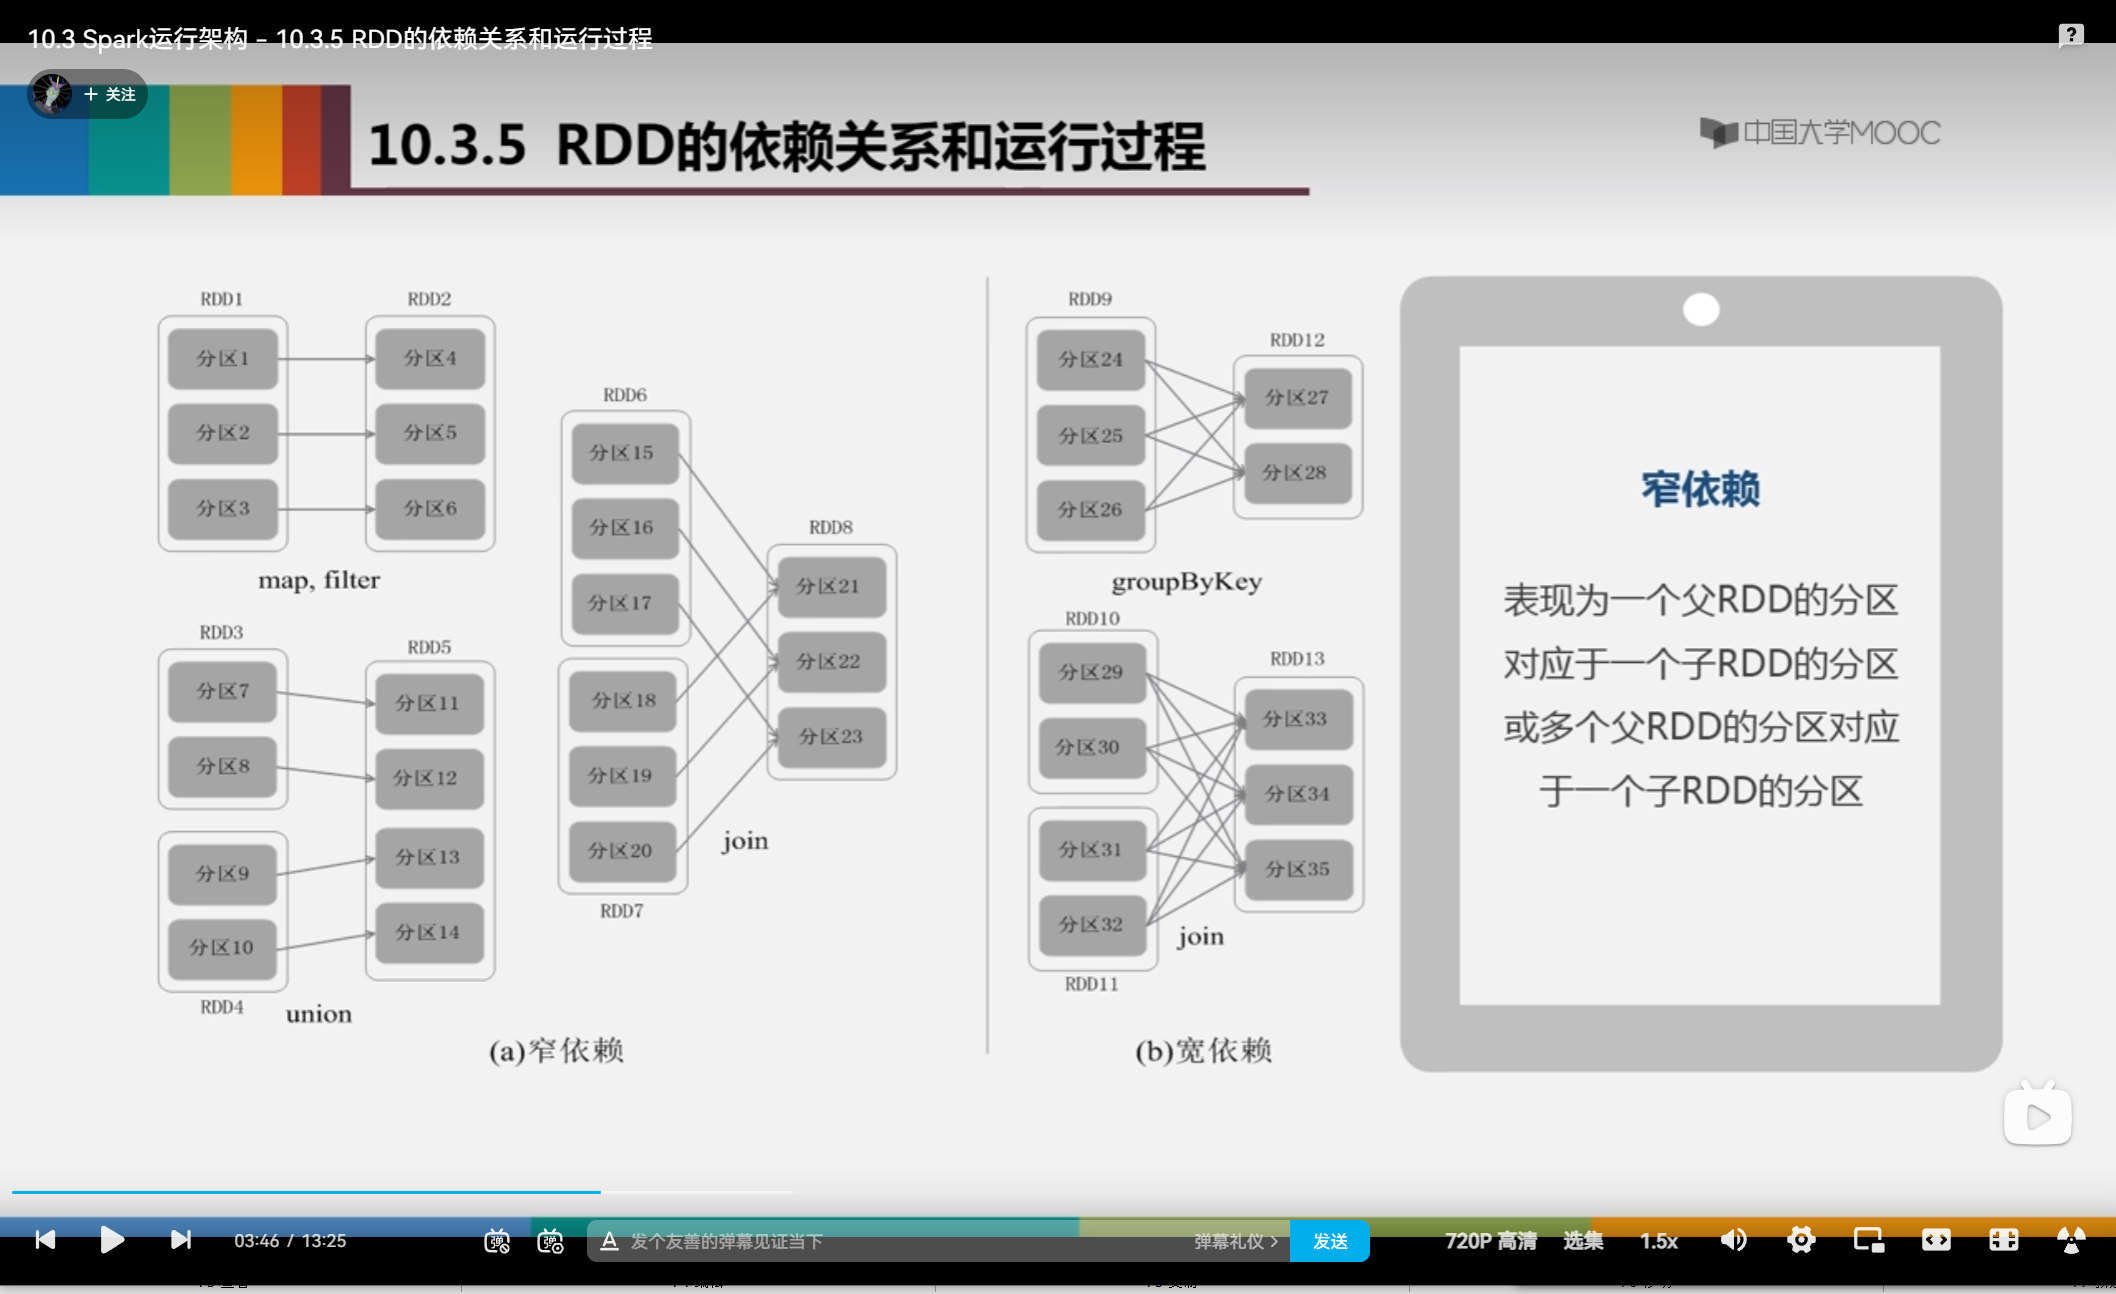 10.3 Spark运行架构 - 10.3.5 RDD的依赖关系和运行过程
+ 关注
10.3.5 RDD的依赖关系和运行过程
中国大学MOOC
RDD1
分区1
分区2
分区3
RDD2
分区4
分区5
分区6
map, filter
RDD3
分区7
分区8
分区9
分区10
RDD4
RDD5
分区11
分区12
分区13
分区14
union
RDD6
分区15
分区16
分区17
分区18
分区19
分区20
RDD7
RDD8
分区21
分区22
分区23
join
(a)窄依赖
RDD9
分区24
分区25
分区26
RDD12
分区27
分区28
groupByKey
RDD10
分区29
分区30
分区31
分区32
RDD11
RDD13
分区33
分区34
分区35
join
(b)宽依赖
窄依赖
表现为一个父RDD的分区
对应于一个子RDD的分区
或多个父RDD的分区对应
于一个子RDD的分区
03:46 / 13:25
弹
弹
A
发个友善的弹幕见证当下
弹幕礼仪 >
发送
720P 高清
选集
1.5x